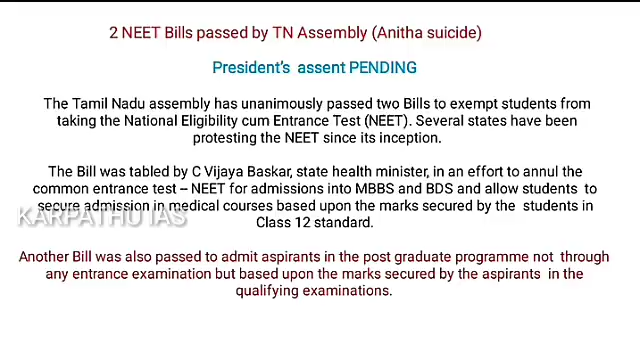 2 NEET Bills passed by TN Assembly (Anitha suicide)
President's assent PENDING
The Tamil Nadu assembly has unanimously passed two Bills to exempt students from
taking the National Eligibility cum Entrance Test (NEET). Several states have been
protesting the NEET since its inception.
The Bill was tabled by C Vijaya Baskar, state health minister, in an effort to annul the
common entrance test – NEET for admissions into MBBS and BDS and allow students to
secure admission in medical courses based upon the marks secured by the students in
KARPATHU IAS
Class 12 standard.
Another Bill was also passed to admit aspirants in the post graduate programme not through
any entrance examination but based upon the marks secured by the aspirants in the
qualifying examinations.